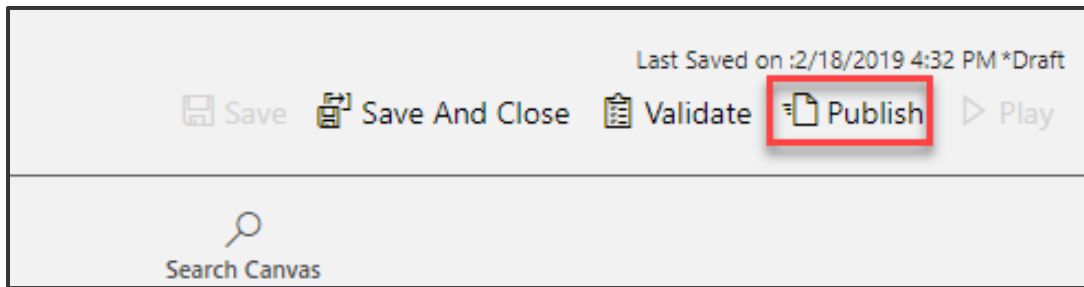 Last Saved on :2/18/2019 4:32 PM *Draft
Save Save And Close Validate Publish Play
Search Canvas